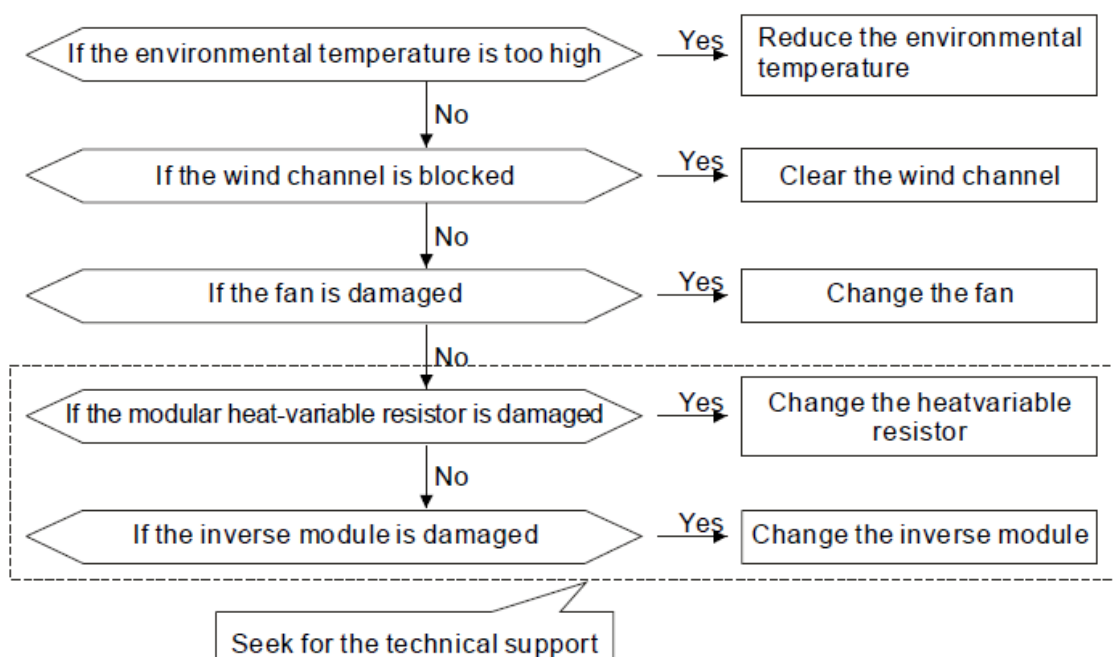 If the environmental temperature is too high
Yes
Reduce the environmental
temperature
No
If the wind channel is blocked
Yes
Clear the wind channel
No
If the fan is damaged
Yes
Change the fan
No
If the modular heat-variable resistor is damaged
Yes
Change the heatvariable
resistor
No
If the inverse module is damaged
Yes
Change the inverse module
Seek for the technical support